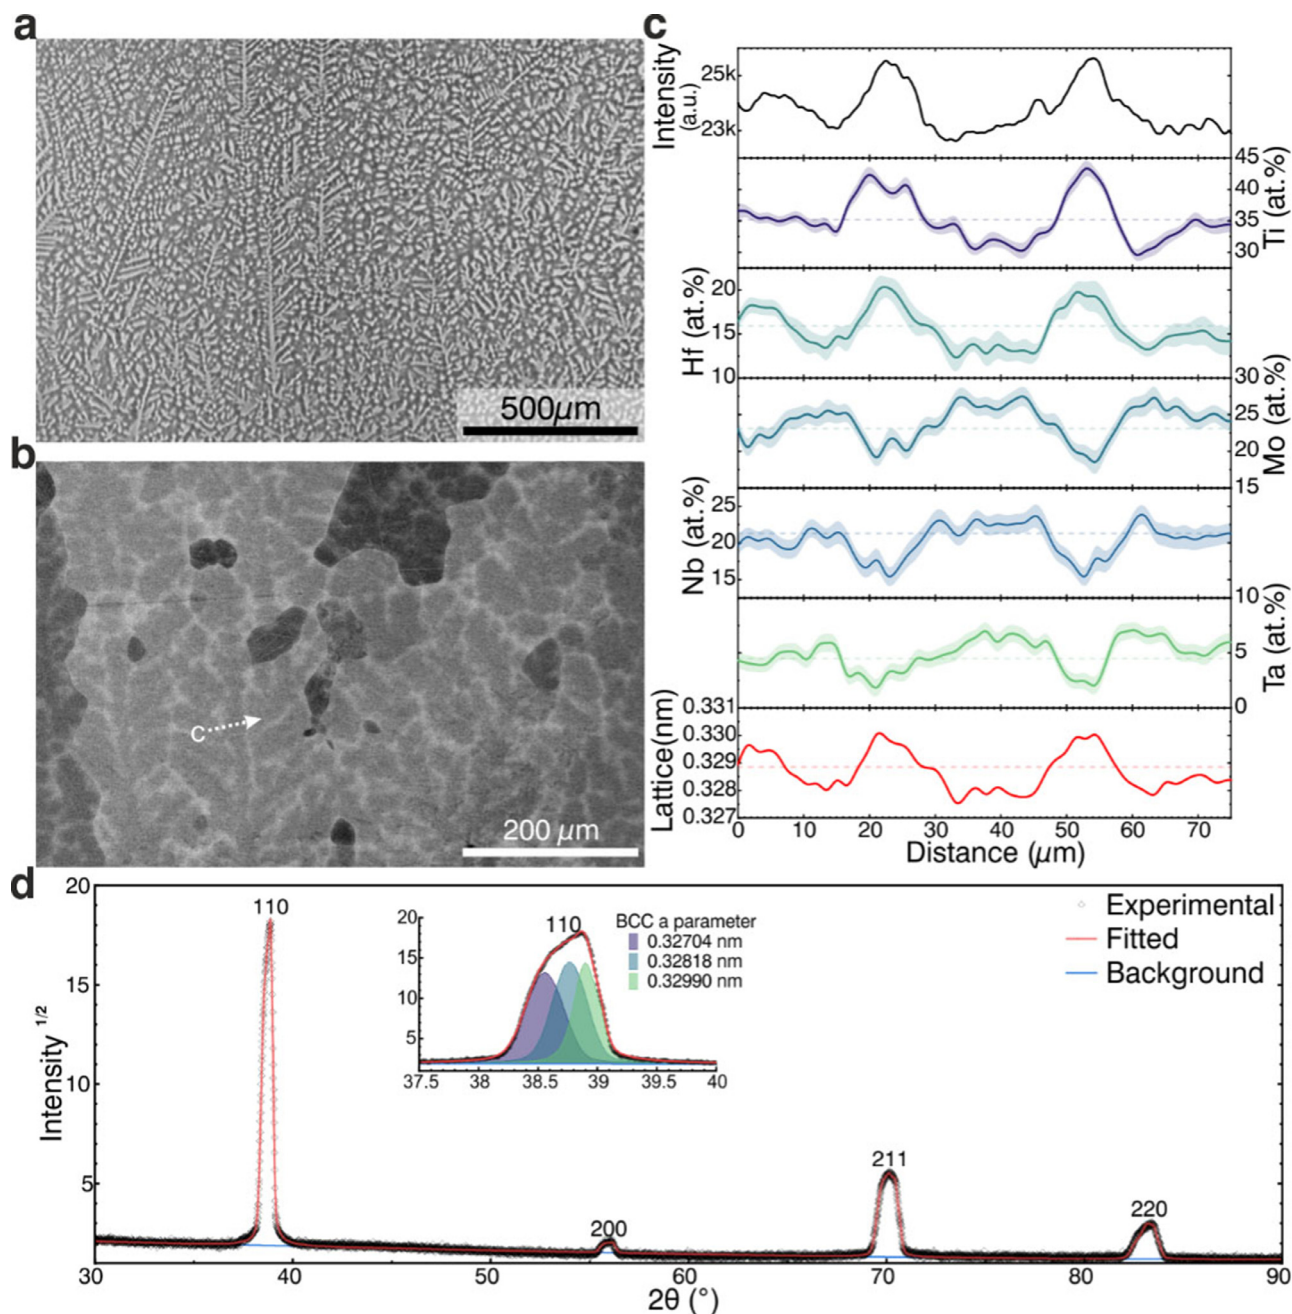 a
500μm
b
c
200 μm
c
Intensity
(a.u.)
25k
23k
45
40
35
30
Ti (at.%)
20
15
10
Hf (at.%)
30
25
20
15
Mo (at.%)
25
20
15
Nb (at.%)
10
5
0
Ta (at.%)
0.331
0.330
0.329
0.328
0.327
Lattice(nm)
0 10 20 30 40 50 60 70
Distance (μm)
d
20
15
10
5
Intensity 1/2
110
200
211
220
20
15
10
5
110
37.5 38 38.5 39 39.5 40
BCC a parameter
0.32704 nm
0.32818 nm
0.32990 nm
Experimental
Fitted
Background
30 40 50 60 70 80 90
2θ (°)